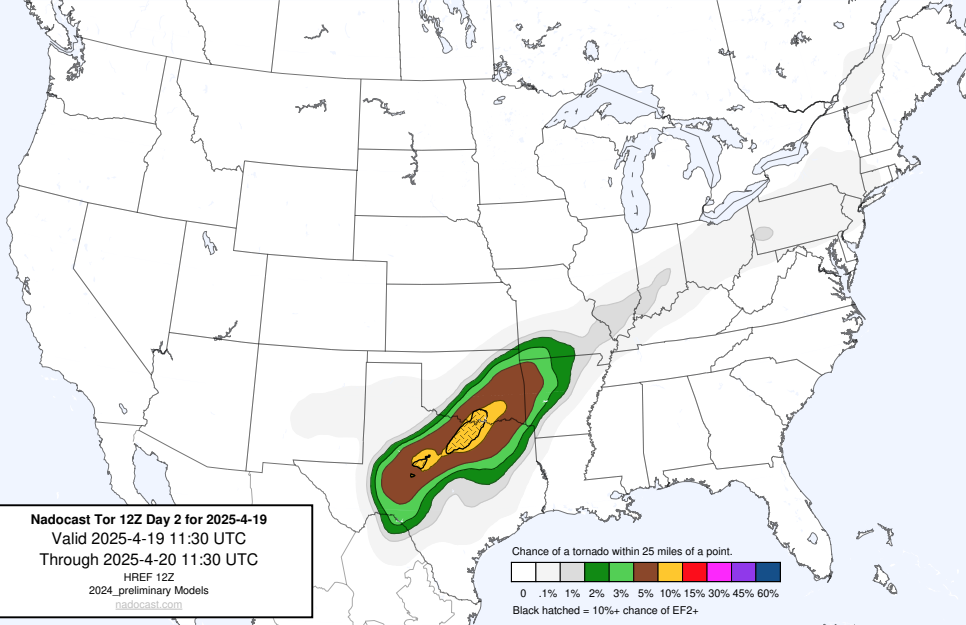 Nadocast Tor 12Z Day 2 for 2025-4-19
Valid 2025-4-19 11:30 UTC
Through 2025-4-20 11:30 UTC
HREF 12Z
2024_preliminary Models
nadocast.com
Chance of a tornado within 25 miles of a point.
0 .1% 1% 2% 3% 5% 10% 15% 30% 45% 60%
Black hatched = 10%+ chance of EF2+